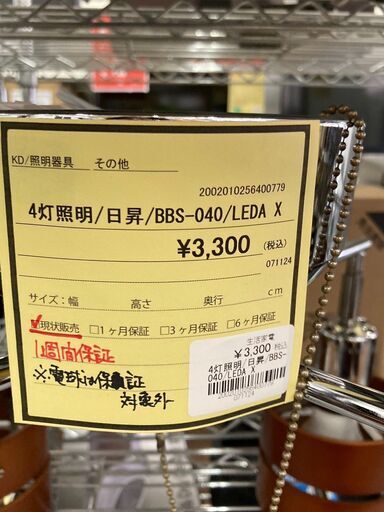 KD/照明器具 その他
2002010256400779
4灯照明/日昇/BBS-040/LEDA X
¥3,300 (税込)
071124
サイズ:幅 高さ 奥行 cm
☑現状販売 □1ヶ月保証 □3ヶ月保証 □6ヶ月保証
1週間保証
※電球は保証
対象外
生活家電
¥3,300 税込
4灯照明/日昇/BBS-
040/LEDA X
071124